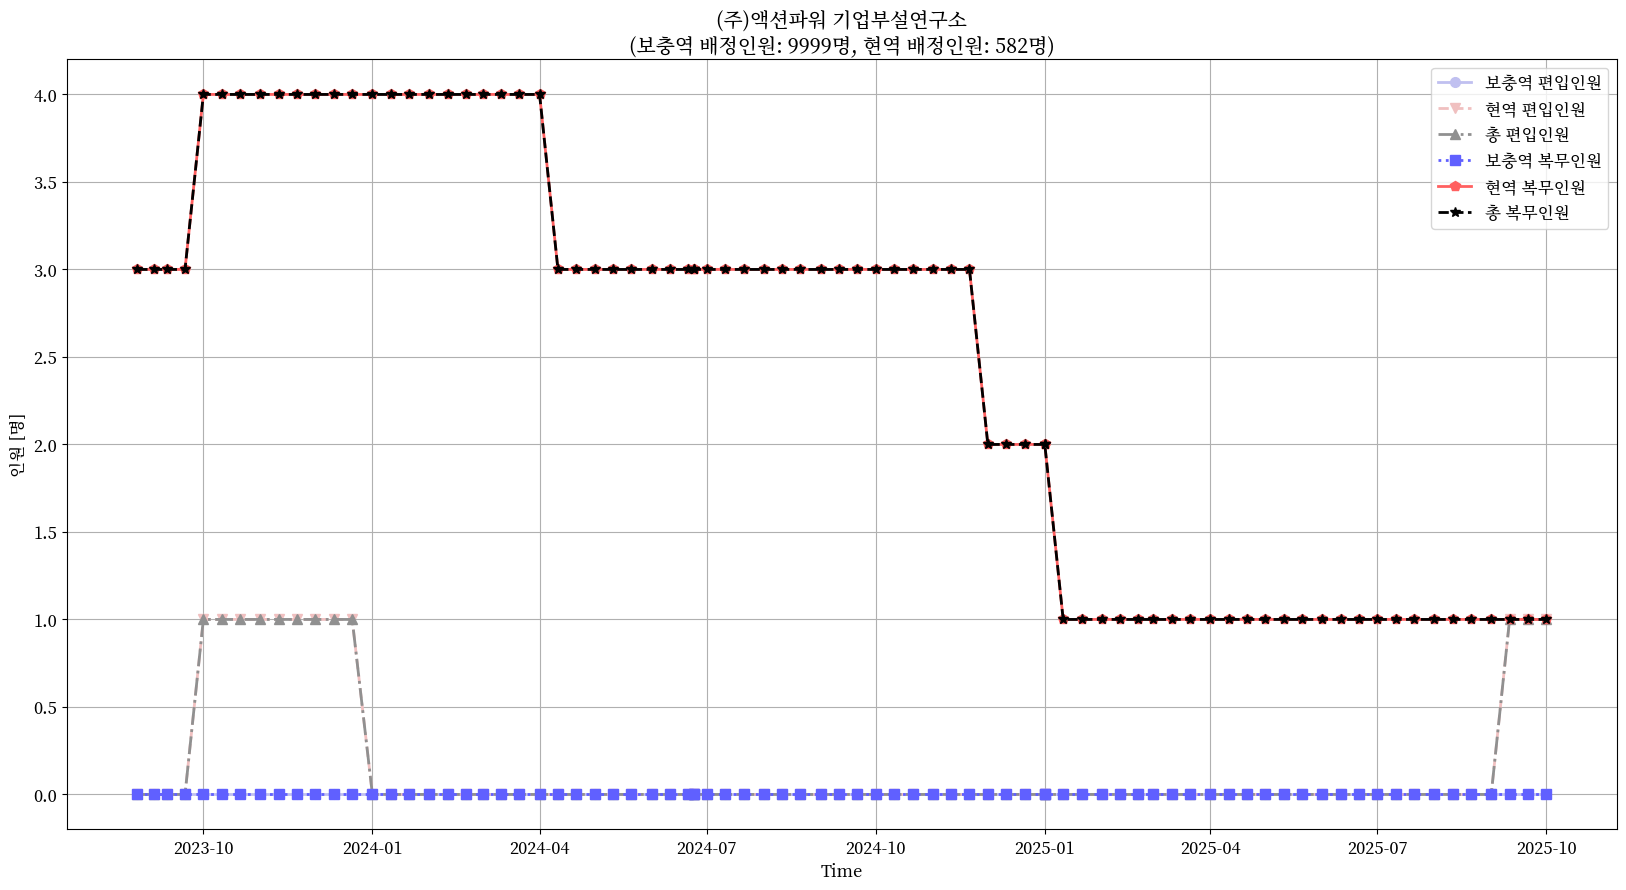 (주)액션파워 기업부설연구소
(보충역 배정인원: 9999명, 현역 배정인원: 582명)
보충역 편입인원
현역 편입인원
총 편입인원
보충역 복무인원
현역 복무인원
총 복무인원
인원 [명]
4.0
3.5
3.0
2.5
2.0
1.5
1.0
0.5
0.0
2023-10
2024-01
2024-04
2024-07
2024-10
2025-01
2025-04
2025-07
2025-10
Time